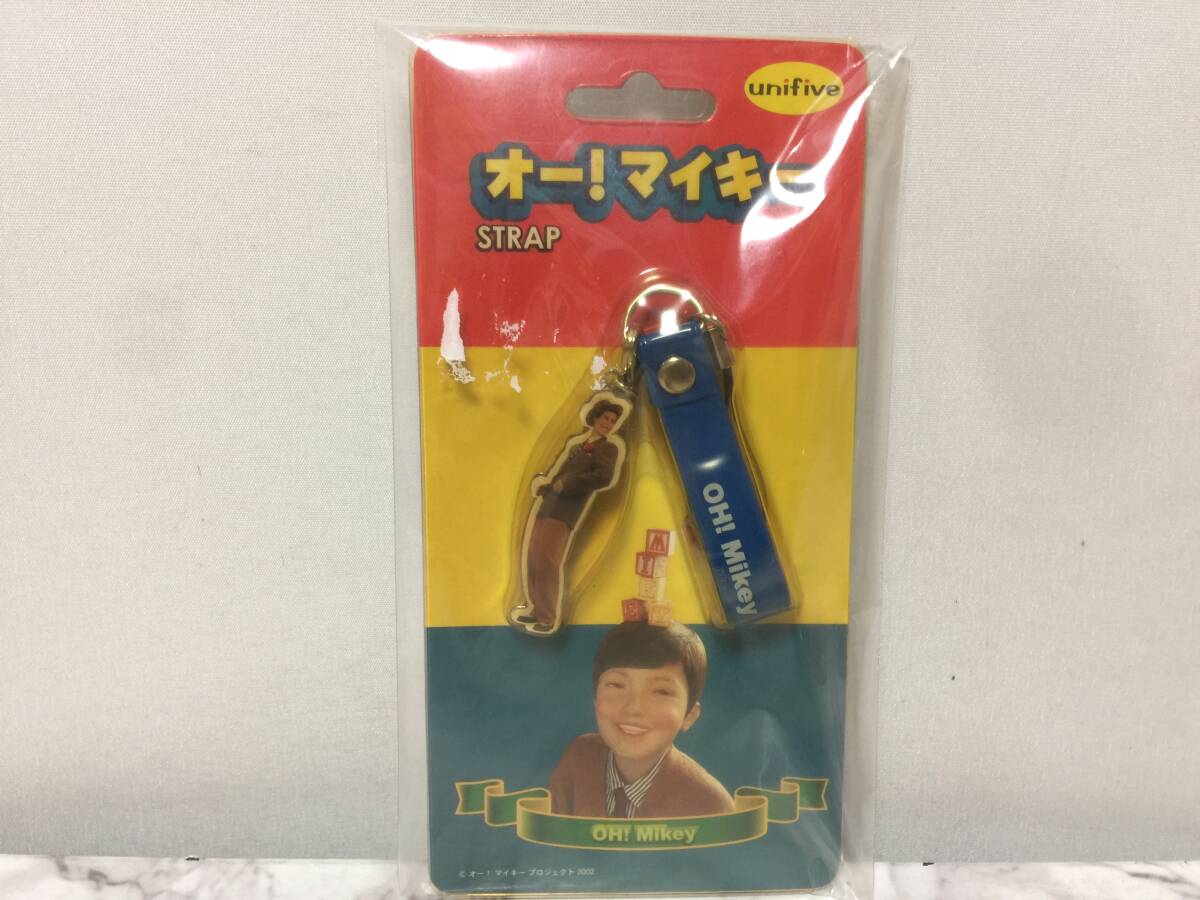 unifive
オー!マイキー
STRAP
OH! Mikey
M
I
K
E Y
OH! Mikey
© オー! マイキー プロジェクト 2002